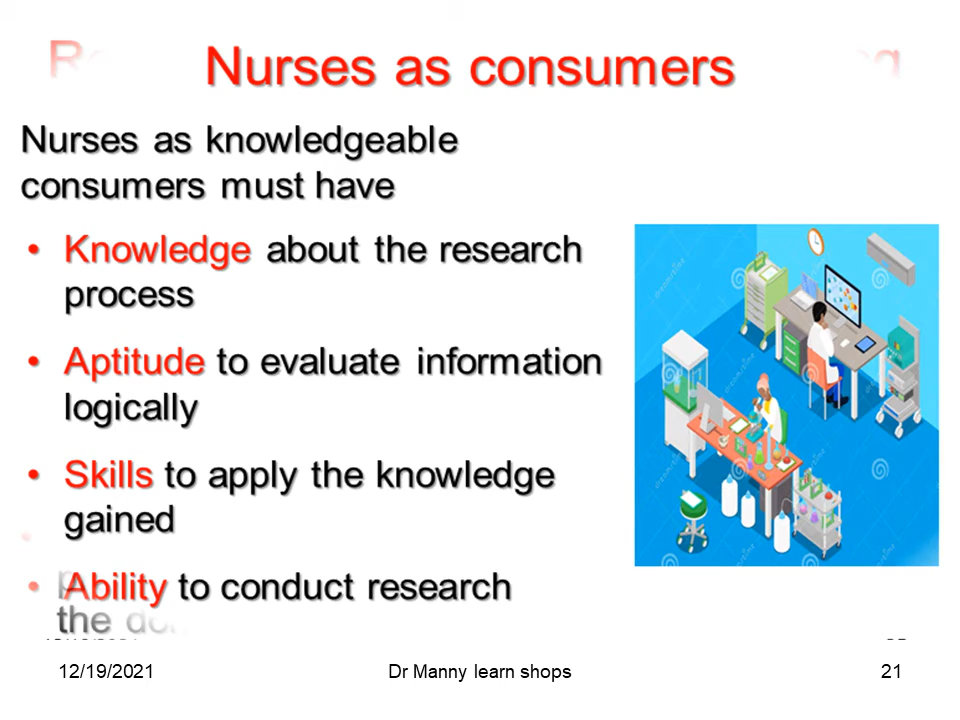 Nurses as consumers
Nurses as knowledgeable
consumers must have
• Knowledge about the research
process
• Aptitude to evaluate information
logically
• Skills to apply the knowledge
gained
• Ability to conduct research
the
12/19/2021 Dr Manny learn shops 21